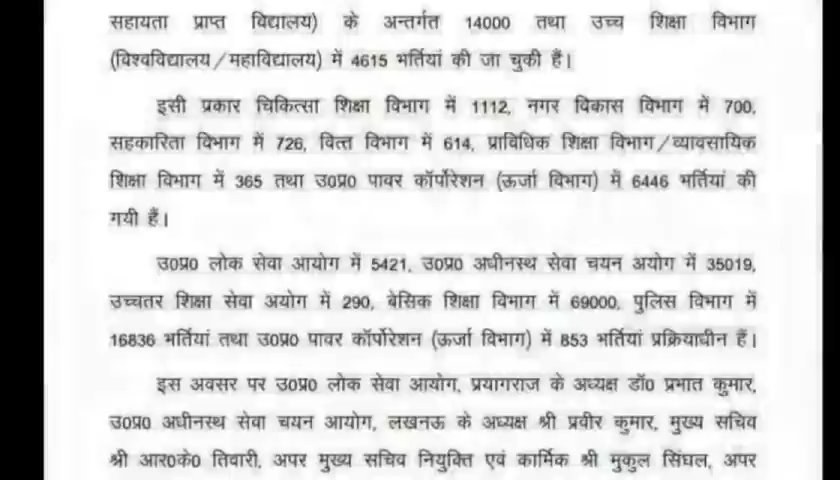 सहायता प्राप्त विद्यालय) के अन्तर्गत 14000 तथा उच्च शिक्षा विभाग
(विश्वविद्यालय/महाविद्यालय) में 4615 भर्तियां की जा चुकी हैं।
इसी प्रकार चिकित्सा शिक्षा विभाग में 1112, नगर विकास विभाग में 700,
सहकारिता विभाग में 726, वित्त विभाग में 614, प्राविधिक शिक्षा विभाग/व्यावसायिक
शिक्षा विभाग में 365 तथा उ0प्र0 पावर कॉर्पोरेशन (ऊर्जा विभाग) में 6446 भर्तियां की
गयी हैं।
उ0प्र0 लोक सेवा आयोग में 5421, उ0प्र0 अधीनस्थ सेवा चयन अयोग में 35019,
उच्चतर शिक्षा सेवा अयोग में 290, बेसिक शिक्षा विभाग में 69000, पुलिस विभाग में
16836 भर्तियां तथा उ0प्र0 पावर कॉर्पोरेशन (ऊर्जा विभाग) में 853 भर्तियां प्रक्रियाधीन हैं।
इस अवसर पर उ0प्र0 लोक सेवा आयोग, प्रयागराज के अध्यक्ष डॉ0 प्रभात कुमार,
उ0प्र0 अधीनस्थ सेवा चयन आयोग, लखनऊ के अध्यक्ष श्री प्रवीर कुमार, मुख्य सचिव
श्री आर0के0 तिवारी, अपर मुख्य सचिव नियुक्ति एवं कार्मिक श्री मुकुल सिंघल, अपर